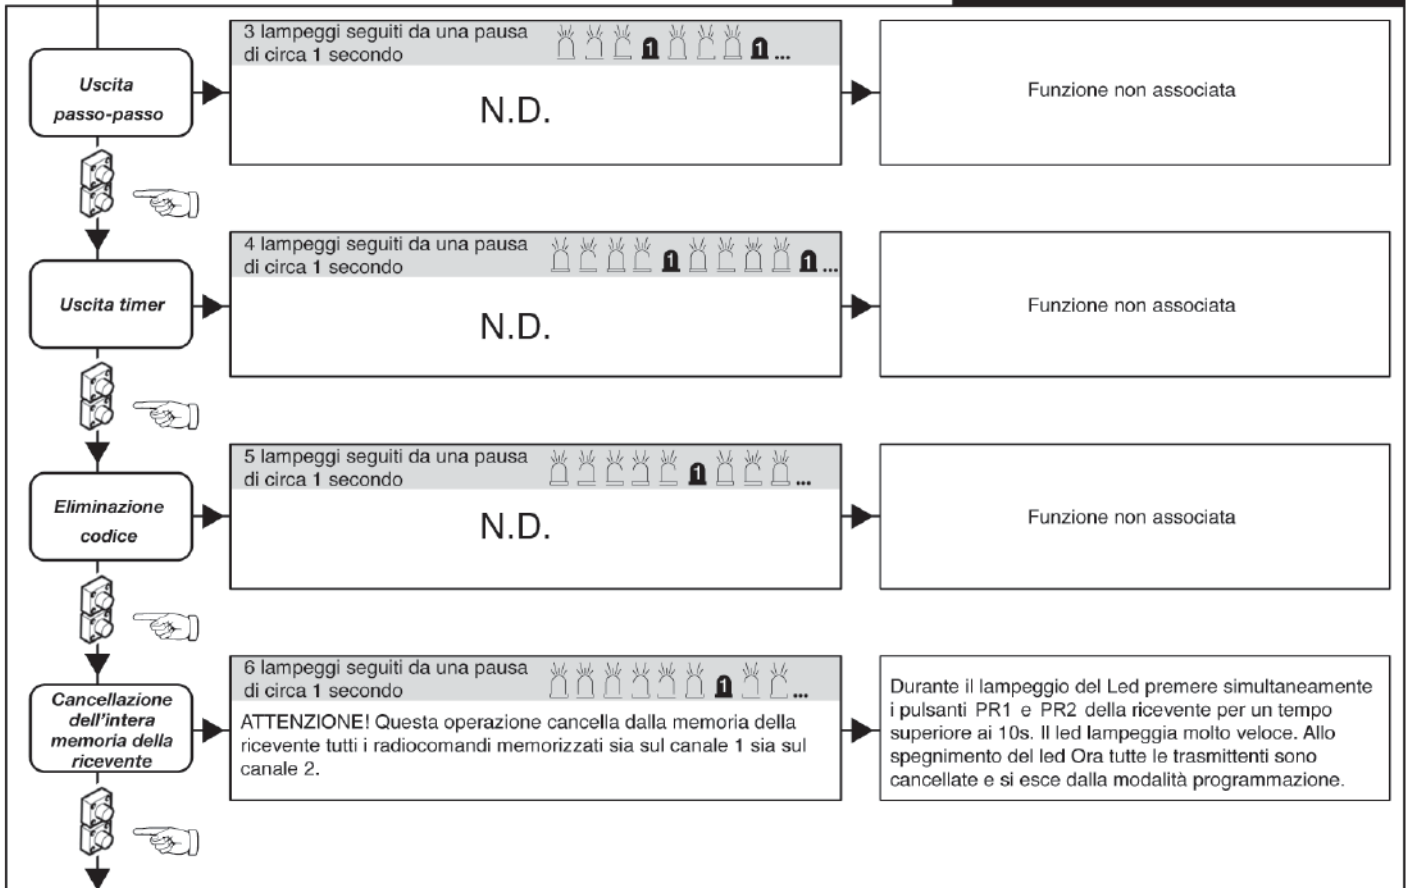 3 lampeggi seguiti da una pausa
di circa 1 secondo
1
1
...
Uscita
passo-passo
N.D.
Funzione non associata
4 lampeggi seguiti da una pausa
di circa 1 secondo
1
1
...
Uscita timer
N.D.
Funzione non associata
5 lampeggi seguiti da una pausa
di circa 1 secondo
1
...
Eliminazione
codice
N.D.
Funzione non associata
6 lampeggi seguiti da una pausa
di circa 1 secondo
1
...
Cancellazione
dell'intera
memoria della
ricevente
ATTENZIONE! Questa operazione cancella dalla memoria della
ricevente tutti i radiocomandi memorizzati sia sul canale 1 sia sul
canale 2.
Durante il lampeggio del Led premere simultaneamente
i pulsanti PR1 e PR2 della ricevente per un tempo
superiore ai 10s. Il led lampeggia molto veloce. Allo
spegnimento del led Ora tutte le trasmittenti sono
cancellate e si esce dalla modalità programmazione.